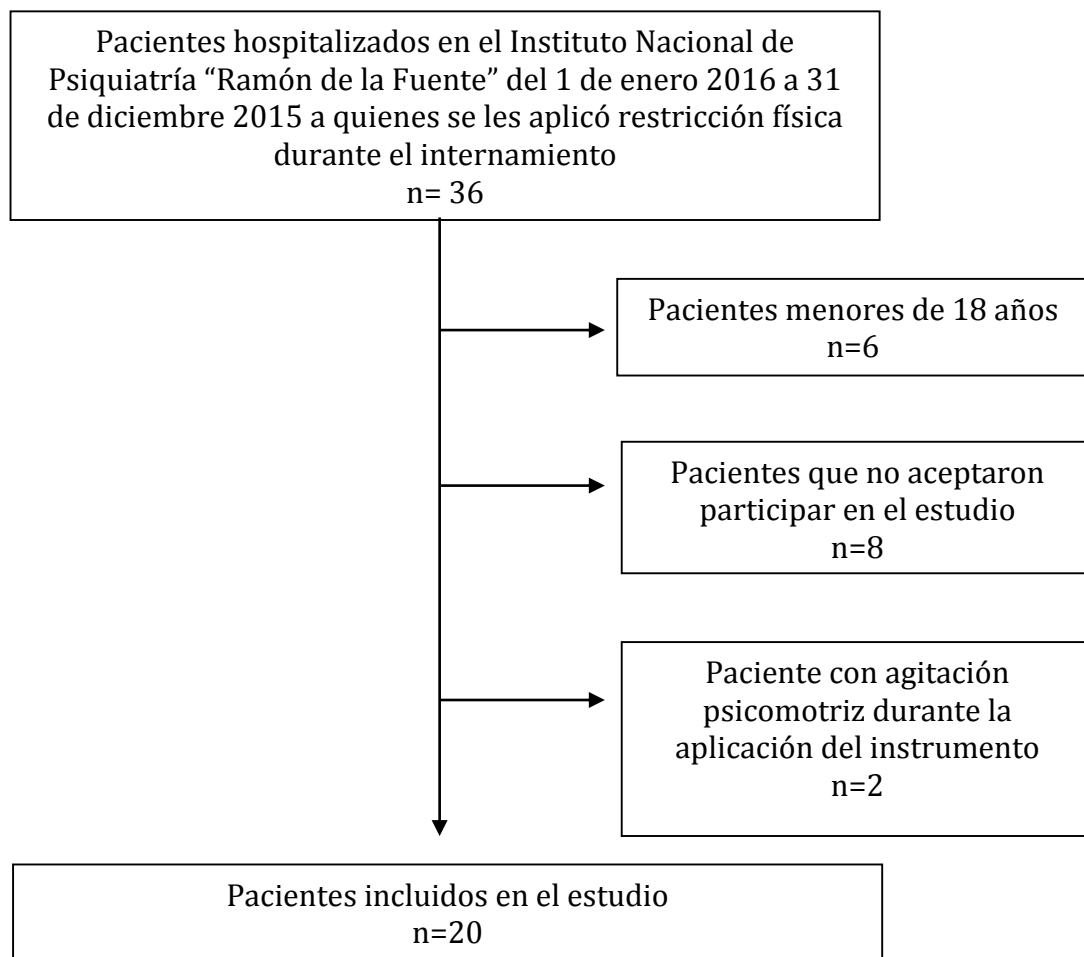 Pacientes hospitalizados en el Instituto Nacional de
Psiquiatría “Ramón de la Fuente” del 1 de enero 2016 a 31
de diciembre 2015 a quienes se les aplicó restricción física
durante el internamiento
n= 36
Pacientes menores de 18 años
n=6
Pacientes que no aceptaron
participar en el estudio
n=8
Paciente con agitación
psicomotriz durante la
aplicación del instrumento
n=2
Pacientes incluidos en el estudio
n=20